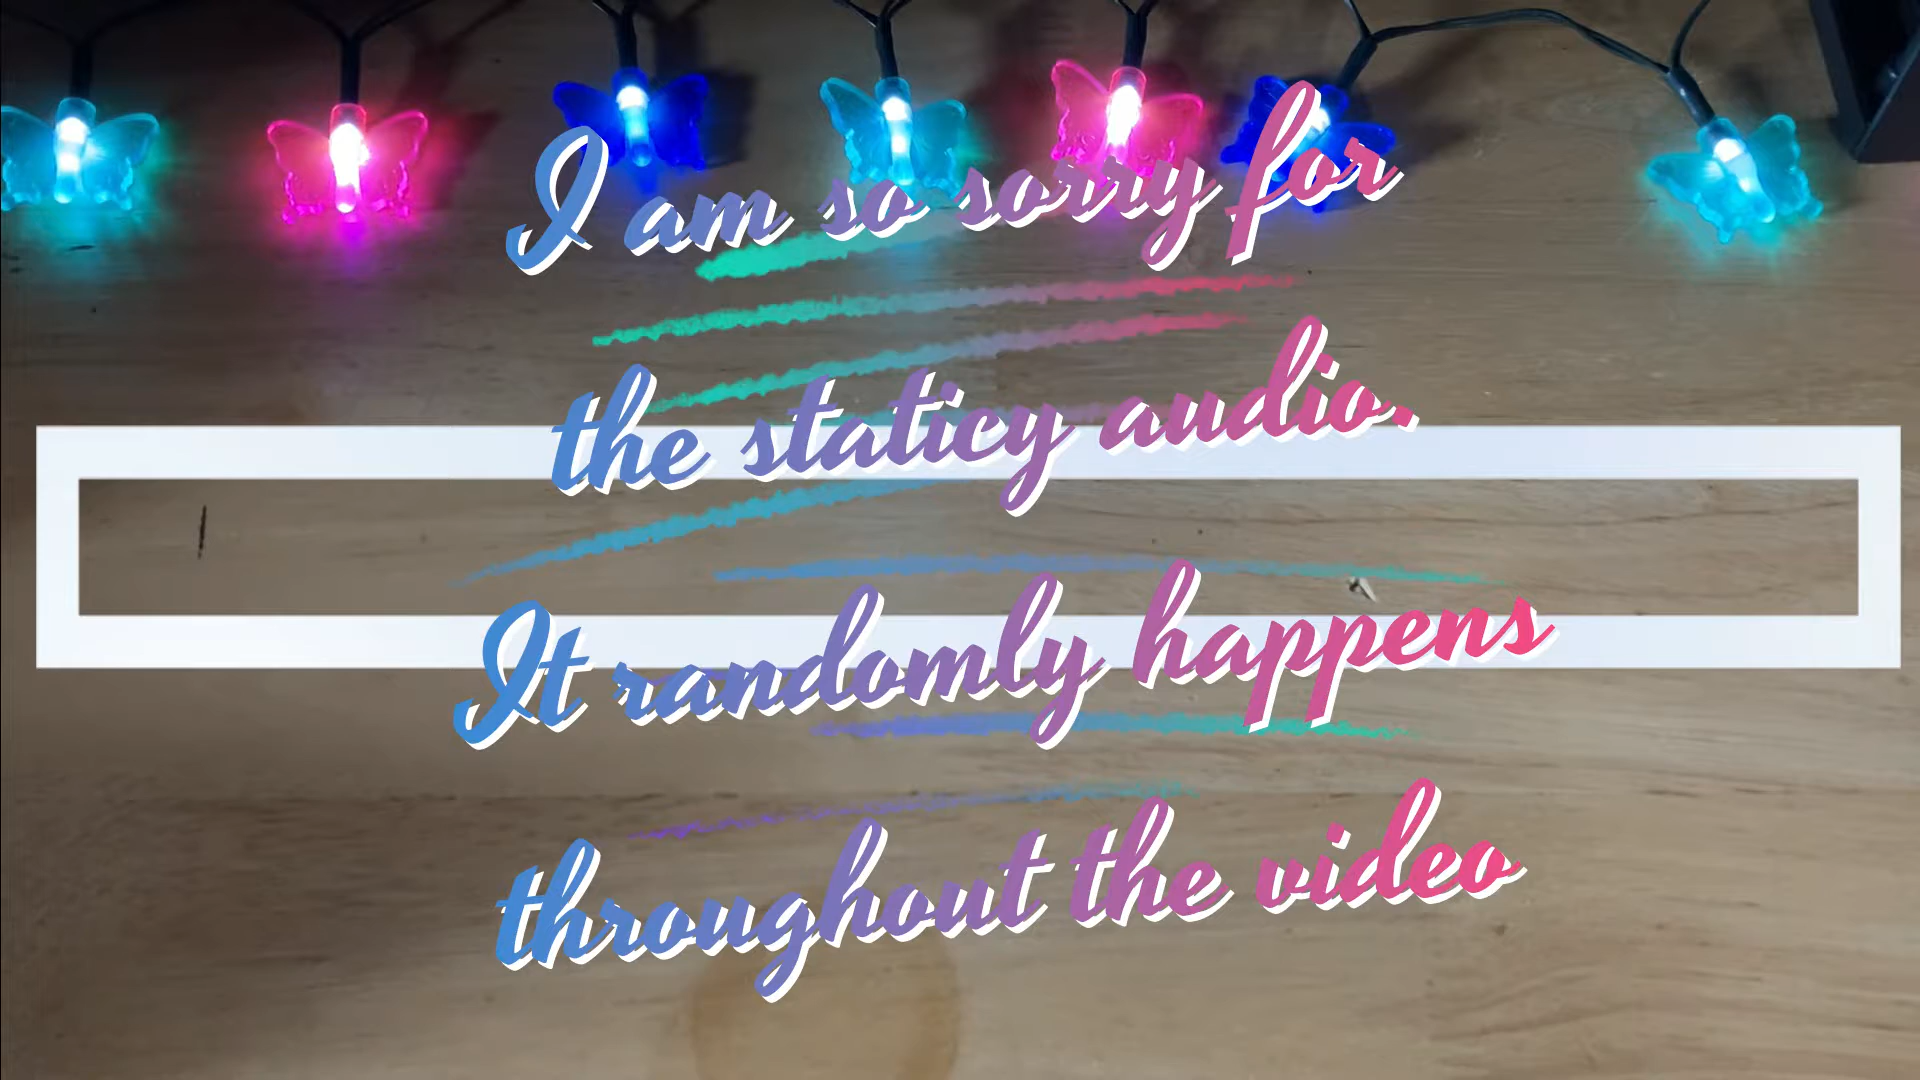 I am so sorry for
the staticy audio.
It randomly happens
throughout the video